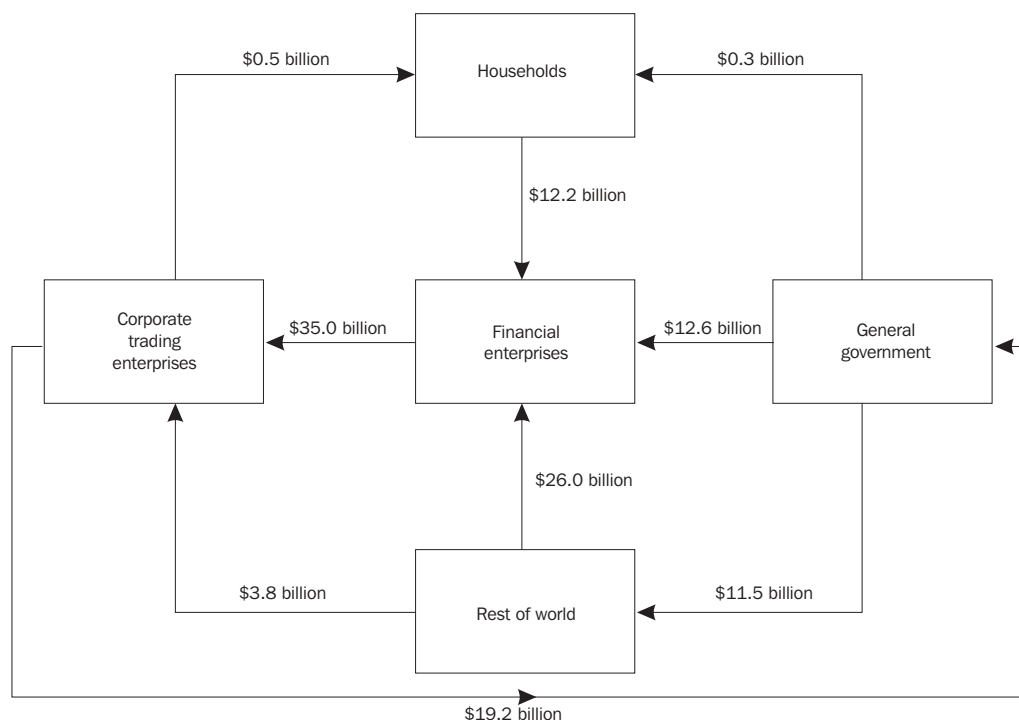 $0.5 billion
Households
$0.3 billion
$12.2 billion
Corporate
trading
enterprises
$35.0 billion
Financial
enterprises
$12.6 billion
General
government
$26.0 billion
$3.8 billion
Rest of world
$11.5 billion
$19.2 billion